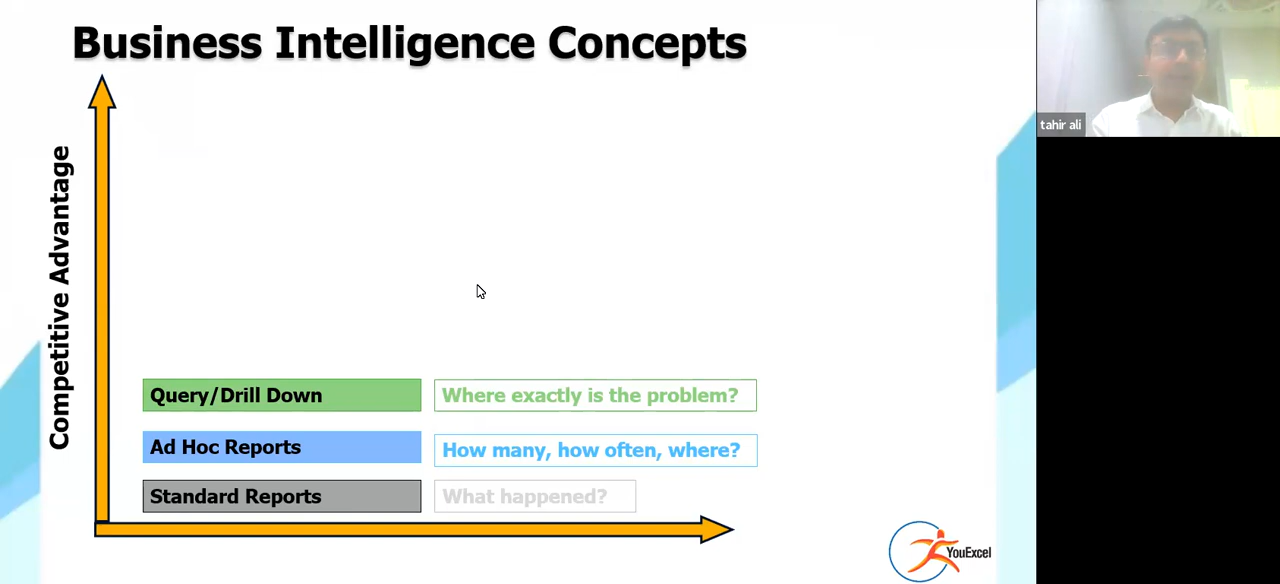 Business Intelligence Concepts
tahir ali
Competitive Advantage
Query/Drill Down
Where exactly is the problem?
Ad Hoc Reports
How many, how often, where?
Standard Reports
What happened?
YouExcel